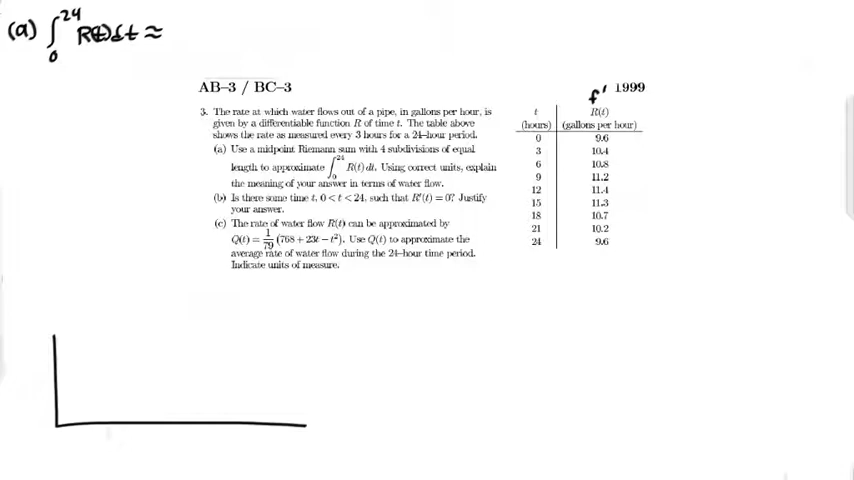 (a) ∫₀²⁴ R(t)dt ≈
AB–3 / BC–3
1999
3. The rate at which water flows out of a pipe, in gallons per hour, is
given by a differentiable function R of time t. The table above
shows the rate as measured every 3 hours for a 24–hour period.
(a) Use a midpoint Riemann sum with 4 subdivisions of equal
length to approximate ∫₀²⁴ R(t) dt. Using correct units, explain
the meaning of your answer in terms of water flow.
(b) Is there some time t, 0 < t < 24, such that R′(t) = 0? Justify
your answer.
(c) The rate of water flow R(t) can be approximated by
Q(t) = 1/79 (768 + 23t − t²). Use Q(t) to approximate the
average rate of water flow during the 24–hour time period.
Indicate units of measure.
f′
t R(t)
(hours) (gallons per hour)
0 9.6
3 10.4
6 10.8
9 11.2
12 11.4
15 11.3
18 10.7
21 10.2
24 9.6